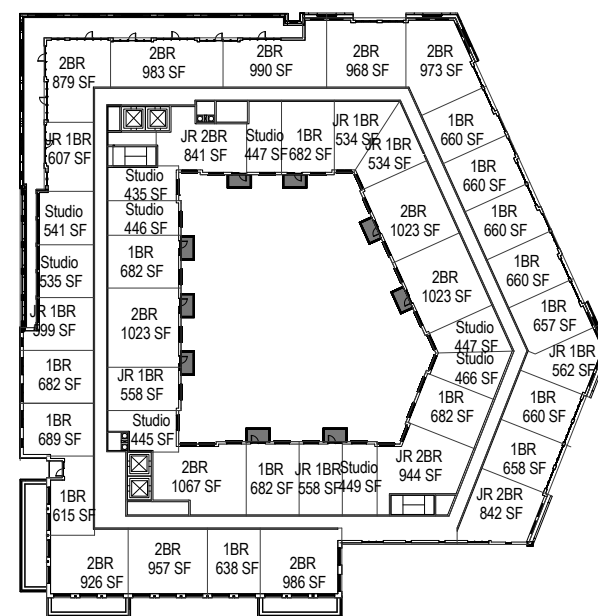 2BR
879 SF
2BR
983 SF
2BR
990 SF
2BR
968 SF
2BR
973 SF
1BR
660 SF
1BR
660 SF
1BR
660 SF
1BR
660 SF
1BR
657 SF
JR 1BR
562 SF
1BR
660 SF
1BR
658 SF
JR 2BR
842 SF
2BR
986 SF
1BR
638 SF
2BR
957 SF
2BR
926 SF
1BR
615 SF
1BR
689 SF
1BR
682 SF
JR 1BR
599 SF
Studio
535 SF
Studio
541 SF
JR 1BR
607 SF
JR 2BR
841 SF
Studio
447 SF
1BR
682 SF
JR 1BR
534 SF
JR 1BR
534 SF
2BR
1023 SF
2BR
1023 SF
Studio
447 SF
Studio
466 SF
1BR
682 SF
JR 2BR
944 SF
Studio
449 SF
JR 1BR
558 SF
1BR
682 SF
2BR
1067 SF
Studio
445 SF
JR 1BR
558 SF
2BR
1023 SF
1BR
682 SF
Studio
446 SF
Studio
435 SF